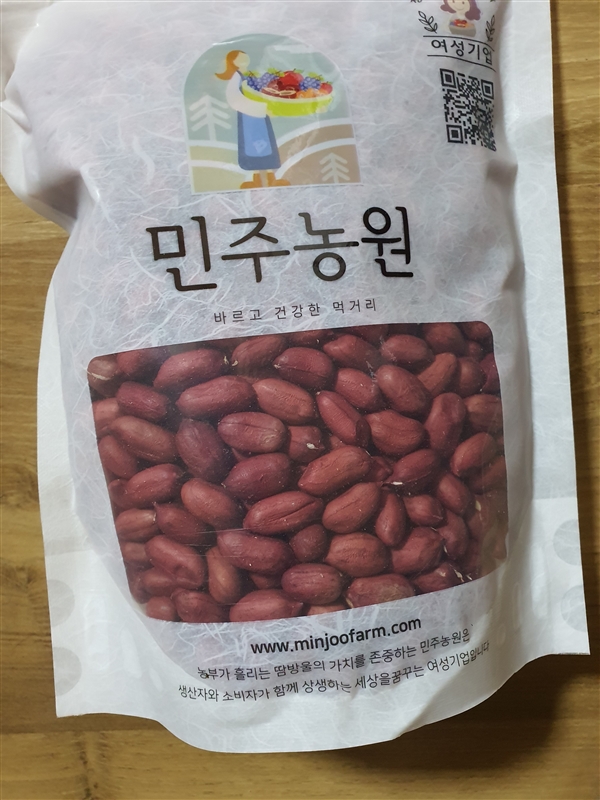 여성기업
민주농원
바르고 건강한 먹거리
www.minjoofarm.com
농부가 흘리는 땀방울의 가치를 존중하는 민주농원은
생산자와 소비자가 함께 상생하는 세상을꿈꾸는 여성기업입니다